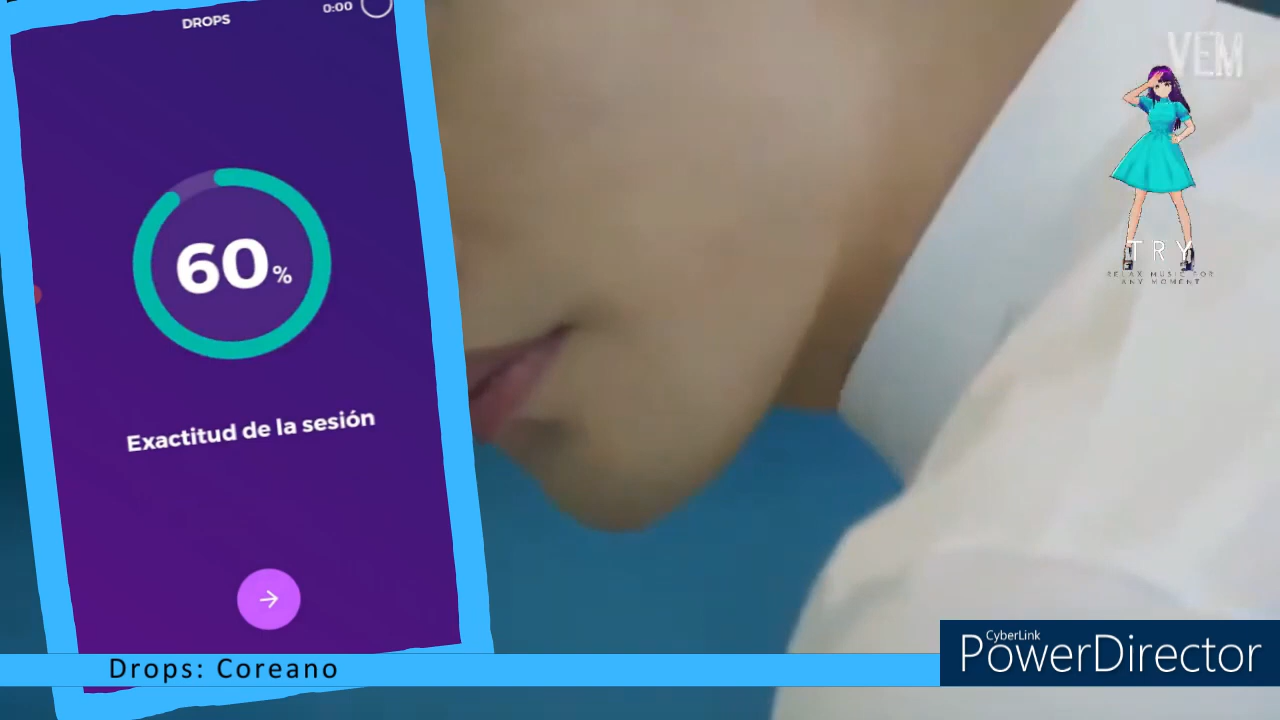 DROPS
0:00
60%
Exactitud de la sesión
Drops: Coreano
VEM
TRY
RELAX MUSIC FOR
ANY MOMENT
CyberLink
PowerDirector